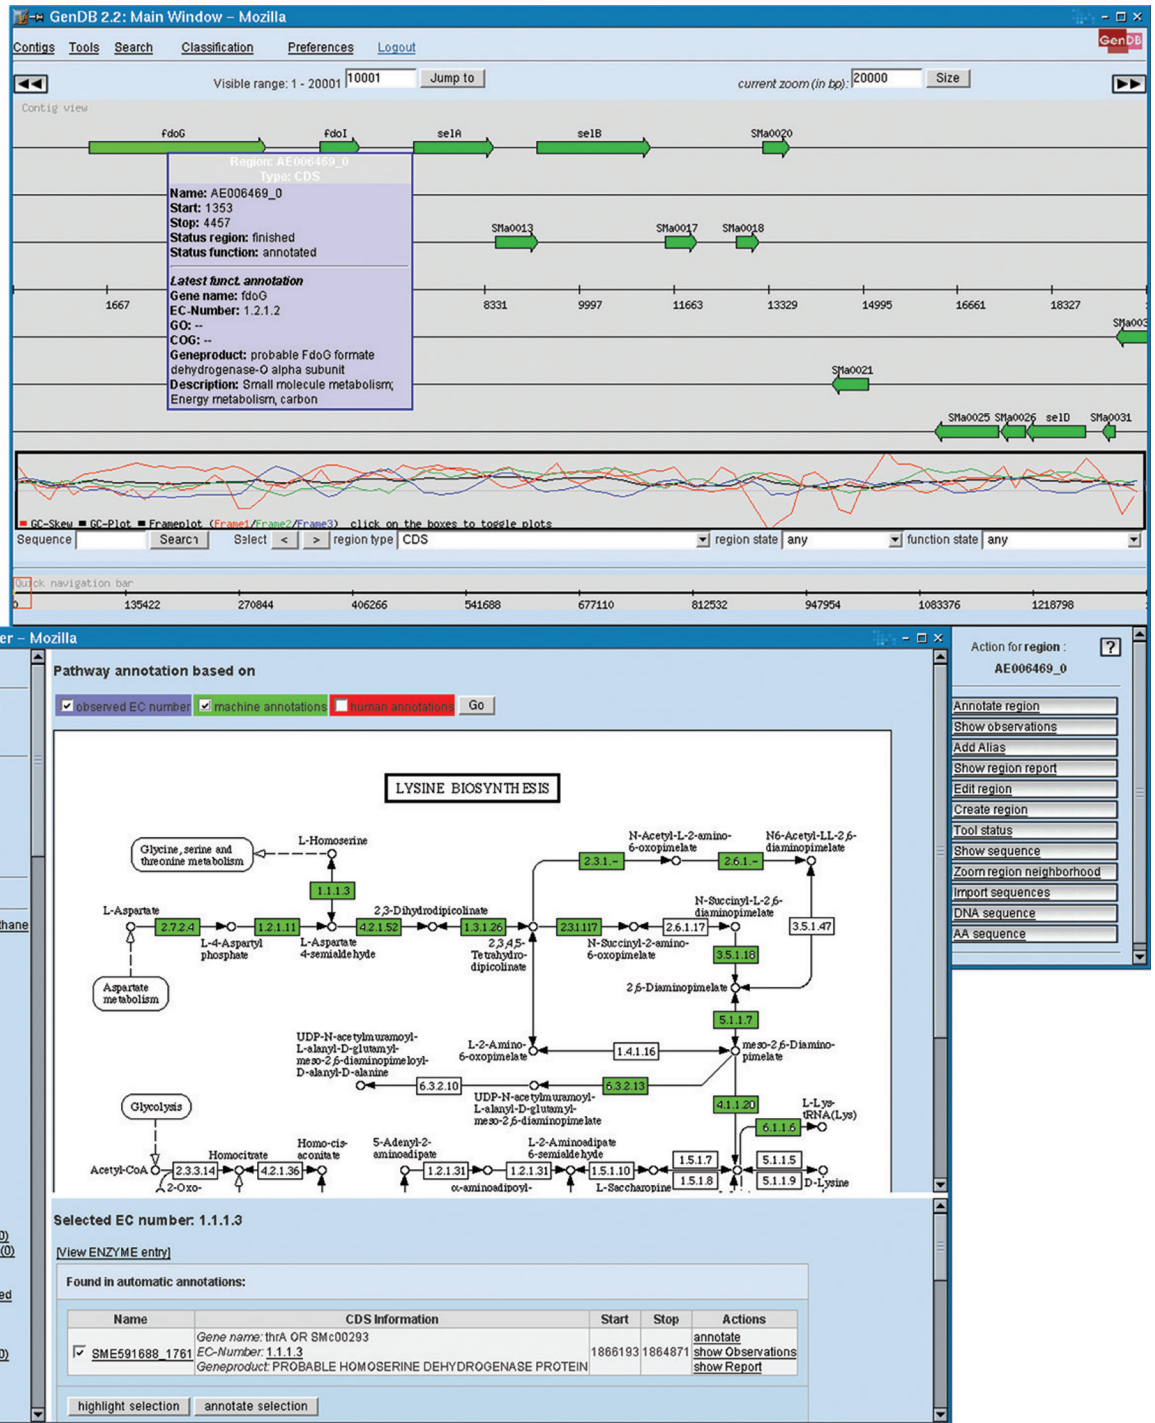 GenDB 2.2: Main Window – Mozilla
Contigs Tools Search Classification Preferences Logout
GenDB
Visible range: 1 - 20001 10001 Jump to current zoom (in bp): 20000 Size
Contig view
fdoG fdoI selA selB SMa0020
Region: AE006469_0
Type: CDS
Name: AE006469_0
Start: 1353
Stop: 4457
Status region: finished
Status function: annotated
Latest funct. annotation
Gene name: fdoG
EC-Number: 1.2.1.2
GO: --
COG: --
Geneproduct: probable FdoG formate
dehydrogenase-O alpha subunit
Description: Small molecule metabolism;
Energy metabolism, carbon
SMa0013 SMa0017 SMa0018
1667 8331 9997 11663 13329 14995 16661 18327
SMa003
SMa0021
SMa0025 SMa0026 selD SMa0031
GC-Skew GC-Plot Frameplot (Frame1/Frame2/Frame3) click on the boxes to toggle plots
Sequence Search Select < > region type CDS region state any function state any
Quick navigation bar
0 135422 270844 406266 541688 677110 812532 947954 1083376 1218798
er – Mozilla
Action for region : ?
AE006469_0
Annotate region
Show observations
Add Alias
Show region report
Edit region
Create region
Tool status
Show sequence
Zoom region neighborhood
Import sequences
DNA sequence
AA sequence
thane
0)
(0)
ed
0)
Pathway annotation based on
observed EC number machine annotations human annotations Go
LYSINE BIOSYNTHESIS
Glycine, serine and
threonine metabolism
L-Homoserine
N-Acetyl-L-2-amino-
6-oxopimelate
N6-Acetyl-LL-2,6-
diaminopimelate
2.3.1.- 2.6.1.-
1.1.1.3
L-Aspartate
2,3-Dihydrodipicolinate
N-Succinyl-L-2,6-
diaminopimelate
2.7.2.4 1.2.1.11 4.2.1.52 1.3.1.26 2.3.1.117 2.6.1.17 3.5.1.47
L-4-Aspartyl
phosphate
L-Aspartate
4-semialdehyde
2,3,4,5-
Tetrahydro-
dipicolinate
N-Succinyl-2-amino-
6-oxopimelate
3.5.1.18
Aspartate
metabolism
2,6-Diaminopimelate
5.1.1.7
UDP-N-acetylmuramoyl-
L-alanyl-D-glutamyl-
meso-2,6-diaminopimeloyl-
D-alanyl-D-alanine
L-2-Amino-
6-oxopimelate
1.4.1.16
meso-2,6-Diamino-
pimelate
6.3.2.10 6.3.2.13
UDP-N-acetylmuramoyl-
L-alanyl-D-glutamyl-
meso-2,6-diaminopimelate
4.1.1.20
L-Lys-
tRNA(Lys)
6.1.1.6
Glycolysis
Homocitrate
Homo-cis-
aconitate
5-Adenyl-2-
aminoadipate
L-2-Aminoadipate
6-semialdehyde
Acetyl-CoA 2.3.3.14 4.2.1.36 1.2.1.31 1.2.1.31 1.5.1.10 1.5.1.7 1.5.1.5
1.5.1.8 5.1.1.9 D-Lysine
2-Oxo- α-aminoadipoyl- L-Saccharopine
Selected EC number: 1.1.1.3
[View ENZYME entry]
Found in automatic annotations:
Name CDS Information Start Stop Actions
SME591688_1761 Gene name: thrA OR SMc00293 1866193 1864871 annotate
EC-Number: 1.1.1.3 show Observations
Geneproduct: PROBABLE HOMOSERINE DEHYDROGENASE PROTEIN show Report
highlight selection annotate selection